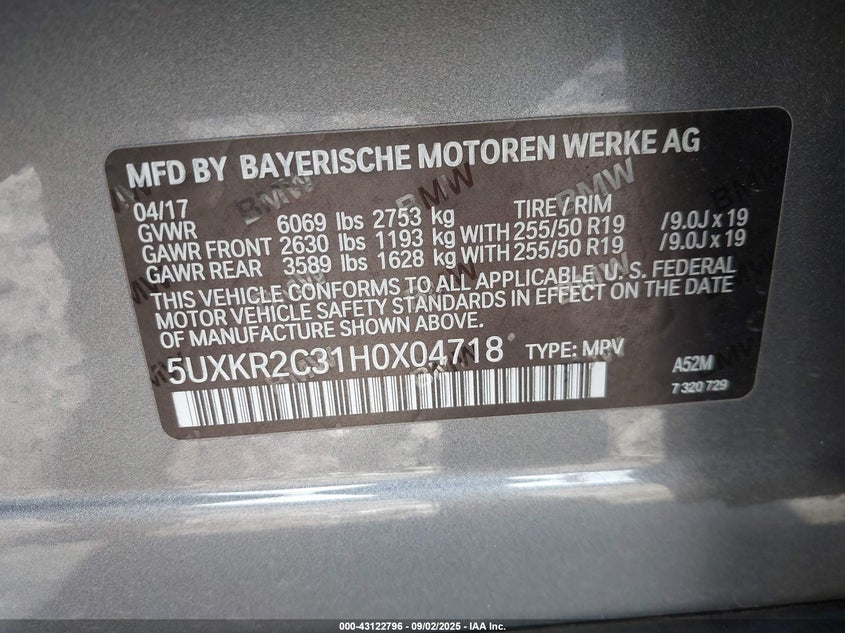 MFD BY BAYERISCHE MOTOREN WERKE AG
04/17
GVWR 6069 lbs 2753 kg TIRE / RIM
GAWR FRONT 2630 lbs 1193 kg WITH 255/50 R19 /9.0J x 19
GAWR REAR 3589 lbs 1628 kg WITH 255/50 R19 /9.0J x 19
THIS VEHICLE CONFORMS TO ALL APPLICABLE U.S. FEDERAL
MOTOR VEHICLE SAFETY STANDARDS IN EFFECT ON THE DATE
OF MANUFACTURE SHOWN ABOVE.
5UXKR2C31H0X04718 TYPE: MPV A52M
7 320 729
000-43122796 - 09/02/2025 - IAA Inc.